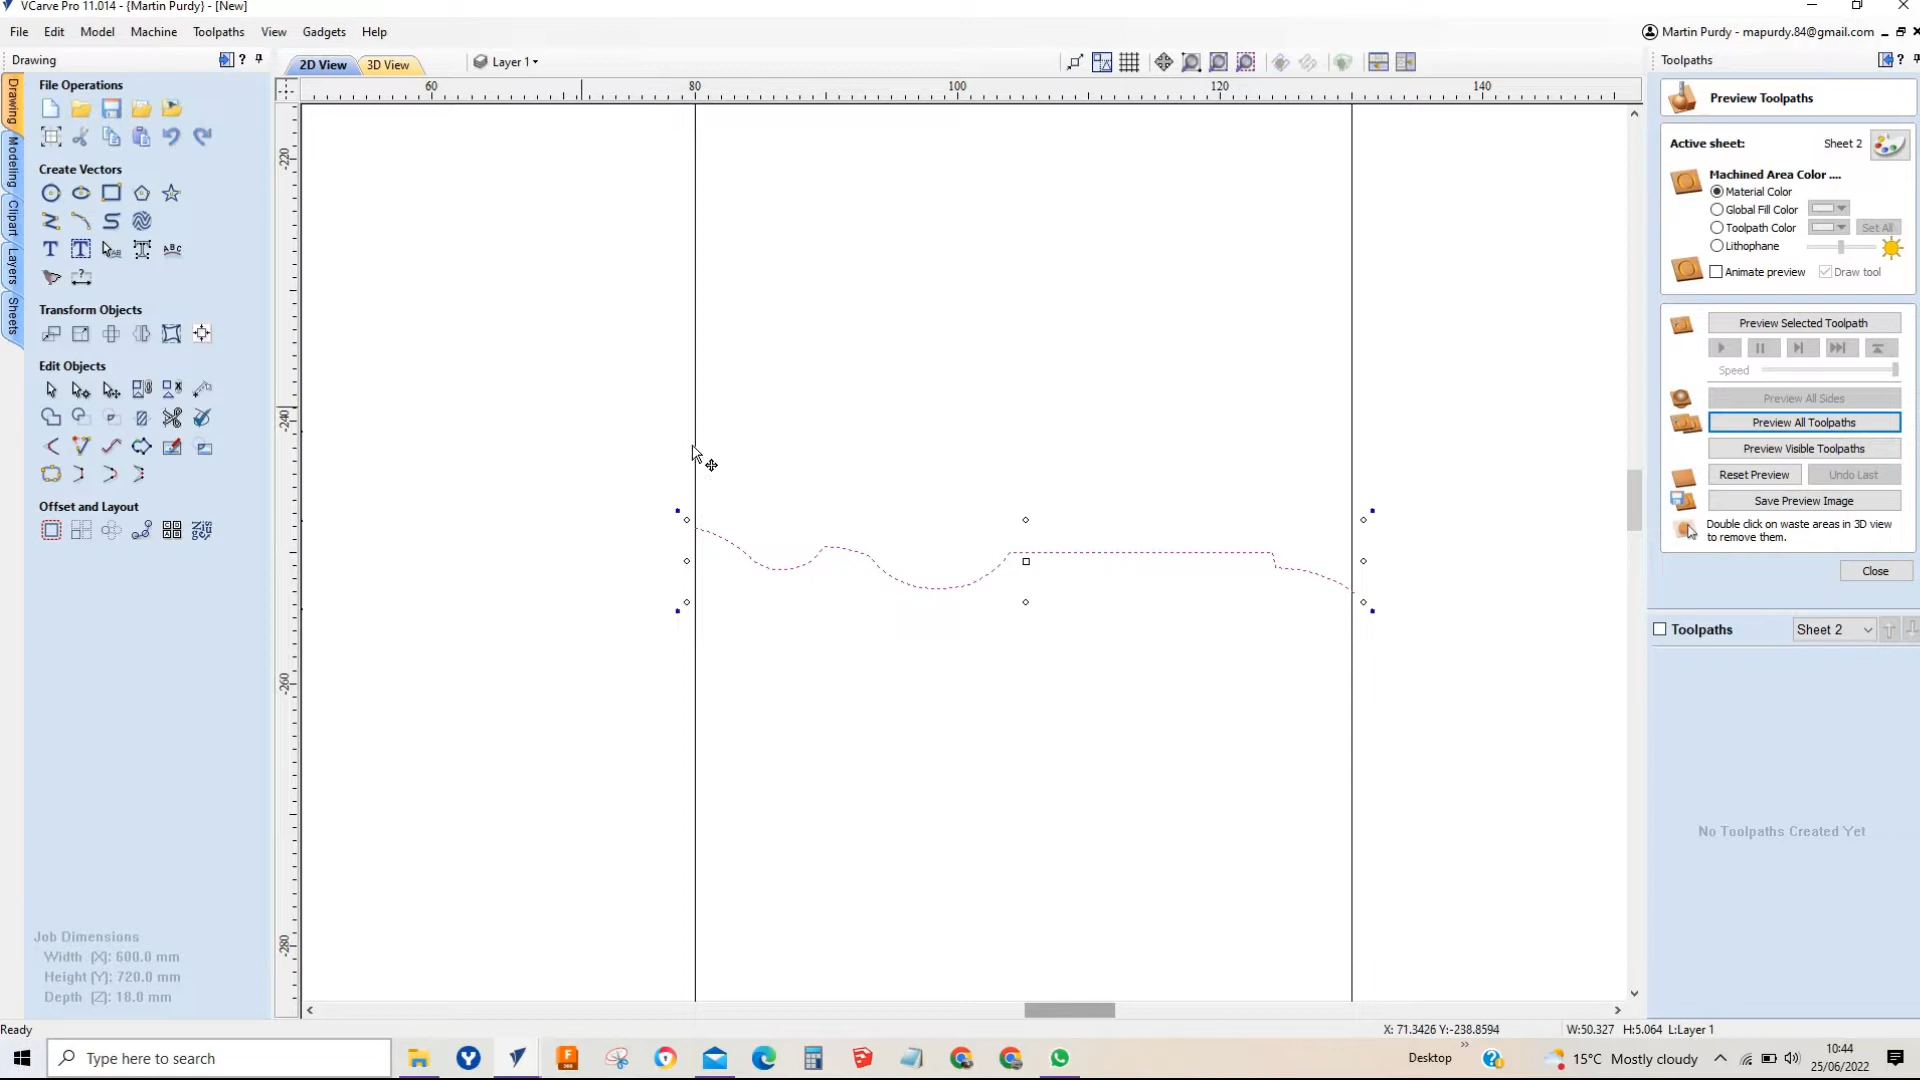 VCarve Pro 11.014 - {Martin Purdy} - [New]
File Edit Model Machine Toolpaths View Gadgets Help
Martin Purdy - mapurdy.84@gmail.com
Drawing
2D View
3D View
Layer 1
Toolpaths
Drawing
Modeling
Clipart
Layers
Sheets
File Operations
Create Vectors
Transform Objects
Edit Objects
Offset and Layout
Job Dimensions
Width (X): 600.0 mm
Height (Y): 720.0 mm
Depth (Z): 18.0 mm
60 80 100 120 140
-220
-240
-260
-280
Preview Toolpaths
Active sheet: Sheet 2
Machined Area Color ....
Material Color
Global Fill Color
Toolpath Color Set All
Lithophane
Animate preview Draw tool
Preview Selected Toolpath
Speed
Preview All Sides
Preview All Toolpaths
Preview Visible Toolpaths
Reset Preview Undo Last
Save Preview Image
Double click on waste areas in 3D view
to remove them.
Close
Toolpaths Sheet 2
No Toolpaths Created Yet
Ready
X: 71.3426 Y:-238.8594
W:50.327 H:5.064 L:Layer 1
Type here to search
Desktop
15°C Mostly cloudy
10:44
25/06/2022